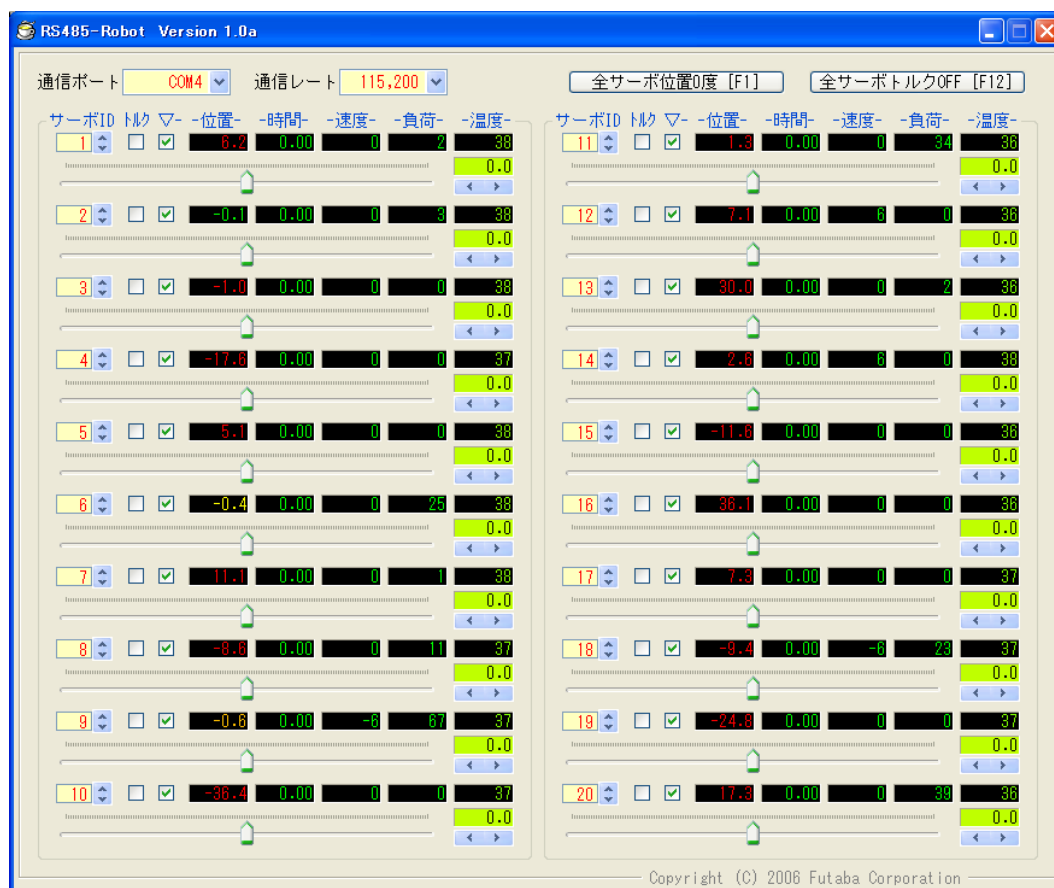 RS485-Robot Version 1.0a
通信ポート COM4 通信レート 115,200 全サーボ位置0度 [F1] 全サーボトルクOFF [F12]
サーボID ﾄﾙｸ ▽- -位置- -時間- -速度- -負荷- -温度-
1 6.2 0.00 0 2 38
0.0
2 -0.1 0.00 0 3 38
0.0
3 -1.0 0.00 0 0 38
0.0
4 -17.6 0.00 0 0 37
0.0
5 5.1 0.00 0 0 38
0.0
6 -0.4 0.00 0 25 38
0.0
7 11.1 0.00 0 1 38
0.0
8 -8.6 0.00 0 11 37
0.0
9 -0.6 0.00 -6 67 37
0.0
10 -36.4 0.00 0 0 37
0.0
サーボID ﾄﾙｸ ▽- -位置- -時間- -速度- -負荷- -温度-
11 1.3 0.00 0 34 36
0.0
12 7.1 0.00 6 0 36
0.0
13 30.0 0.00 0 2 36
0.0
14 2.6 0.00 6 0 38
0.0
15 -11.6 0.00 0 0 36
0.0
16 36.1 0.00 0 0 36
0.0
17 7.3 0.00 0 0 37
0.0
18 -9.4 0.00 -6 23 37
0.0
19 -24.8 0.00 0 0 37
0.0
20 17.3 0.00 0 39 36
0.0
Copyright (C) 2006 Futaba Corporation